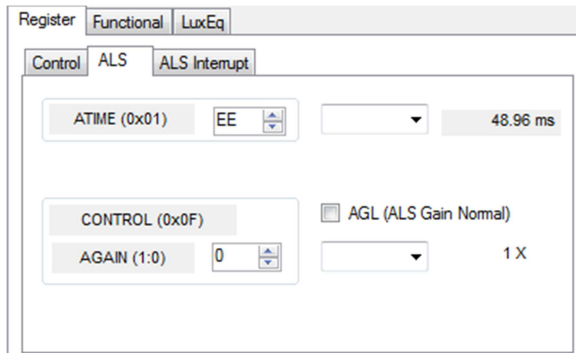 Register Functional LuxEq
Control ALS ALS Interrupt
ATIME (0x01) EE 48.96 ms
CONTROL (0x0F) AGL (ALS Gain Normal)
AGAIN (1:0) 0 1 X